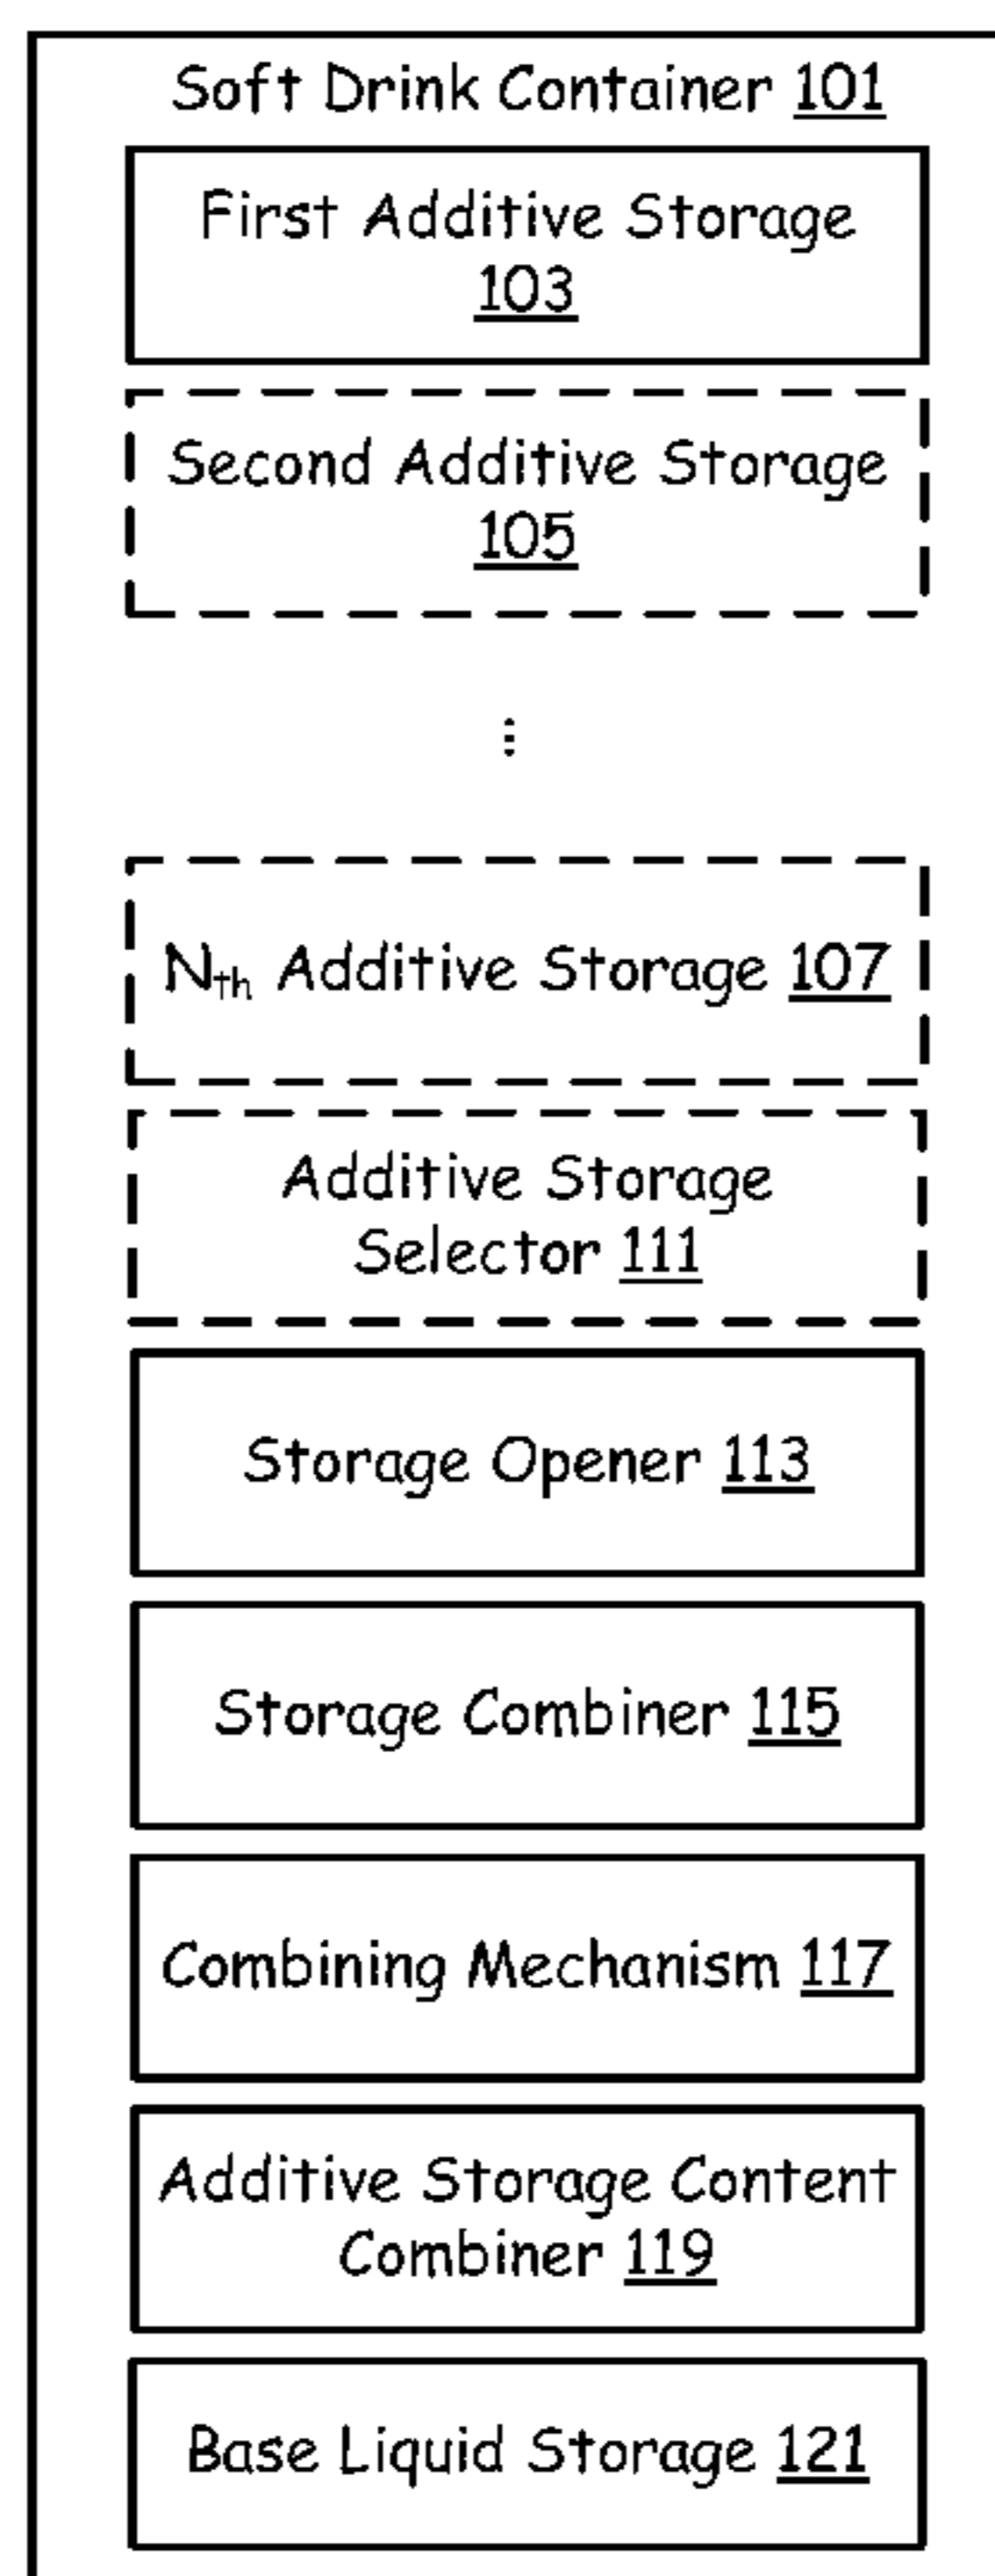 Soft Drink Container 101
First Additive Storage
103
Second Additive Storage
105
⋮
Nth Additive Storage 107
Additive Storage
Selector 111
Storage Opener 113
Storage Combiner 115
Combining Mechanism 117
Additive Storage Content
Combiner 119
Base Liquid Storage 121